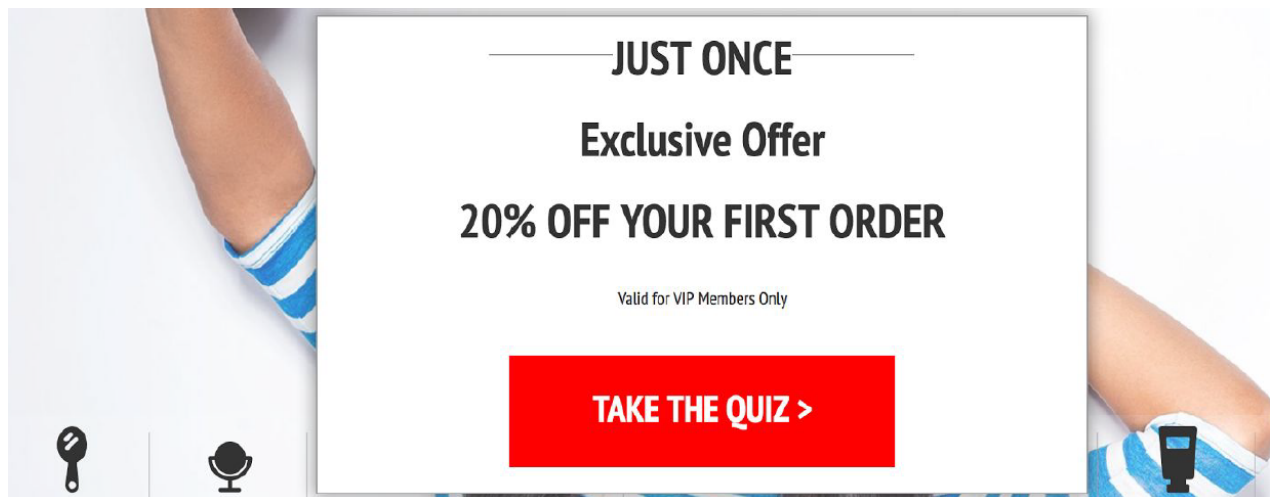 JUST ONCE
Exclusive Offer
20% OFF YOUR FIRST ORDER
Valid for VIP Members Only
TAKE THE QUIZ >